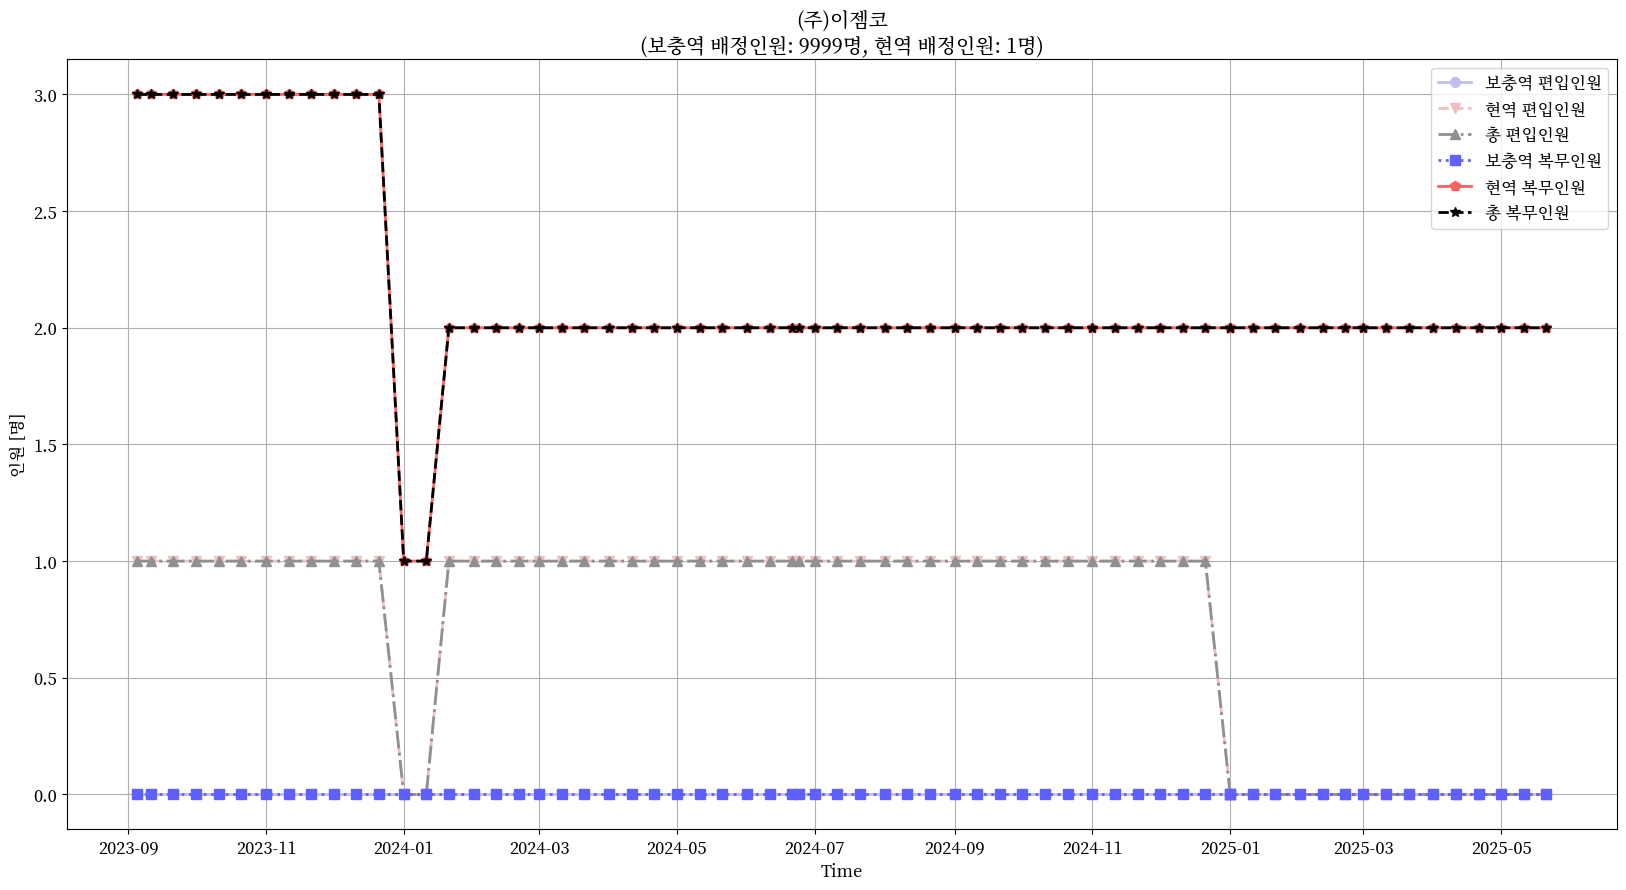 (주)이젬코
(보충역 배정인원: 9999명, 현역 배정인원: 1명)
보충역 편입인원
현역 편입인원
총 편입인원
보충역 복무인원
현역 복무인원
총 복무인원
인원 [명]
3.0
2.5
2.0
1.5
1.0
0.5
0.0
2023-09 2023-11 2024-01 2024-03 2024-05 2024-07 2024-09 2024-11 2025-01 2025-03 2025-05
Time